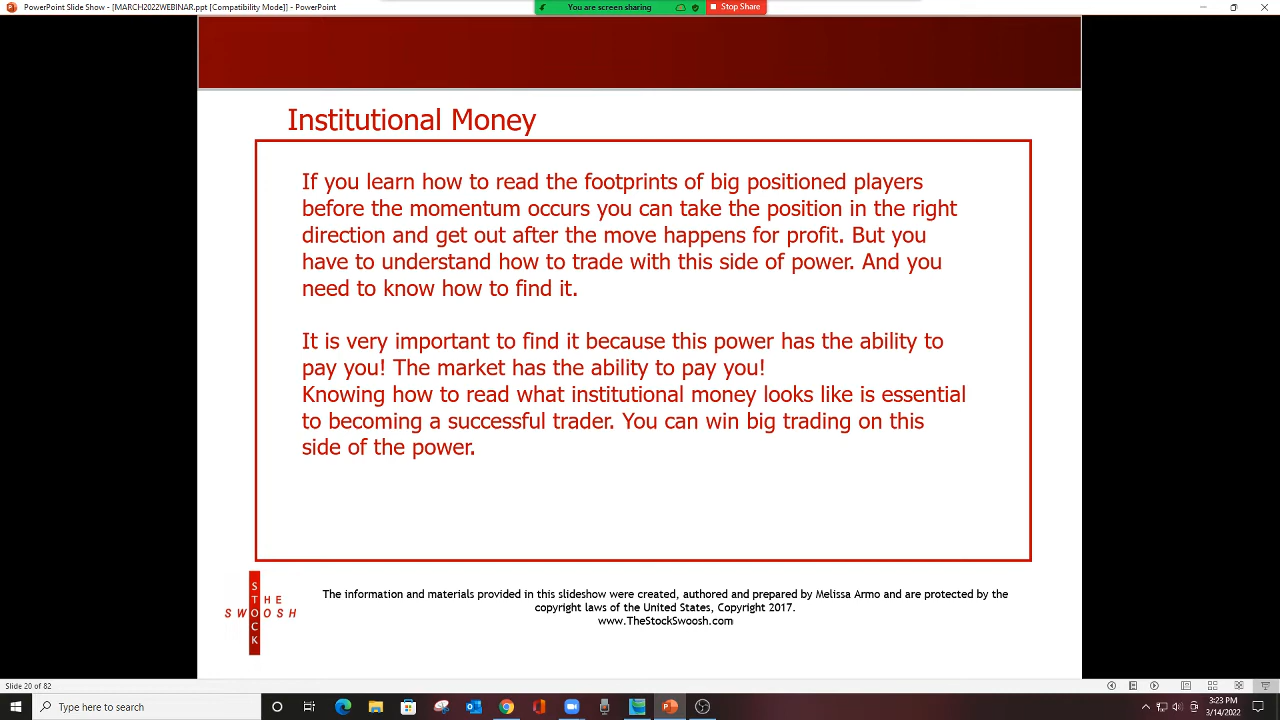 PowerPoint Slide Show - [MARCH2022WEBINAR.ppt [Compatibility Mode]] - PowerPoint
You are screen sharing
Stop Share
Institutional Money
If you learn how to read the footprints of big positioned players
before the momentum occurs you can take the position in the right
direction and get out after the move happens for profit. But you
have to understand how to trade with this side of power. And you
need to know how to find it.
It is very important to find it because this power has the ability to
pay you! The market has the ability to pay you!
Knowing how to read what institutional money looks like is essential
to becoming a successful trader. You can win big trading on this
side of the power.
THE
STOCK
SWOOSH
The information and materials provided in this slideshow were created, authored and prepared by Melissa Armo and are protected by the
copyright laws of the United States, Copyright 2017.
www.TheStockSwoosh.com
Slide 20 of 82
Type here to search
3:23 PM
3/14/2022